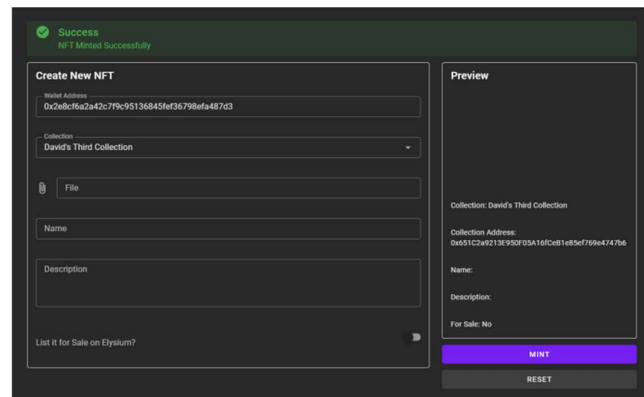 Success
NFT Minted Successfully
Create New NFT
Wallet Address
0x2e8cf6a2a42c7f9c95136845fef36798efa487d3
Collection
David's Third Collection
File
Name
Description
List it for Sale on Elysium?
Preview
Collection: David's Third Collection
Collection Address:
0x651C2a9213E950F05A16fCeB1e85ef769e4747b6
Name:
Description:
For Sale: No
MINT
RESET